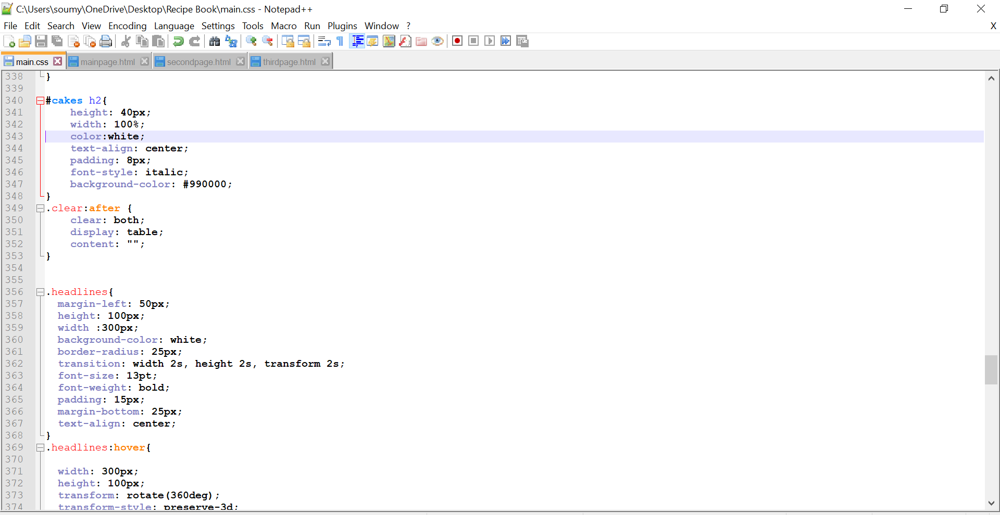 C:\Users\soumy\OneDrive\Desktop\Recipe Book\main.css - Notepad++
File Edit Search View Encoding Language Settings Tools Macro Run Plugins Window ? X
main.css mainpage.html secondpage.html thirdpage.html
338 }
339
340 #cakes h2{
341 height: 40px;
342 width: 100%;
343 color:white;
344 text-align: center;
345 padding: 8px;
346 font-style: italic;
347 background-color: #990000;
348 }
349 .clear:after {
350 clear: both;
351 display: table;
352 content: "";
353 }
354
355
356 .headlines{
357 margin-left: 50px;
358 height: 100px;
359 width :300px;
360 background-color: white;
361 border-radius: 25px;
362 transition: width 2s, height 2s, transform 2s;
363 font-size: 13pt;
364 font-weight: bold;
365 padding: 15px;
366 margin-bottom: 25px;
367 text-align: center;
368 }
369 .headlines:hover{
370
371 width: 300px;
372 height: 100px;
373 transform: rotate(360deg);
374 transform-style: preserve-3d;